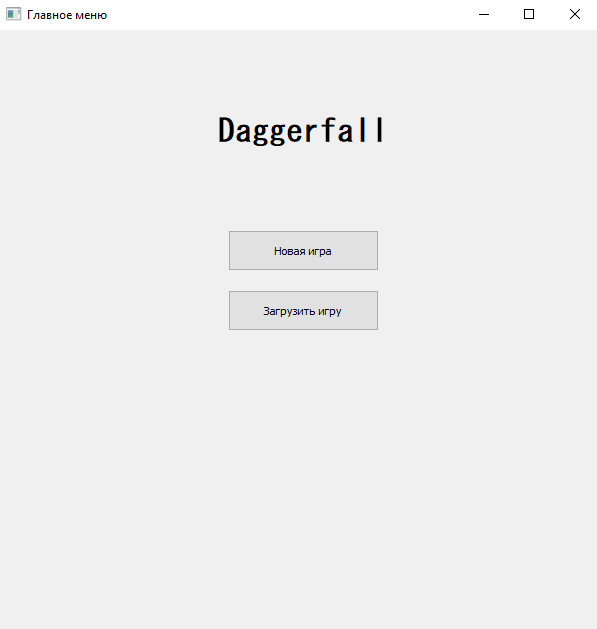 Главное меню
Daggerfall
Новая игра
Загрузить игру